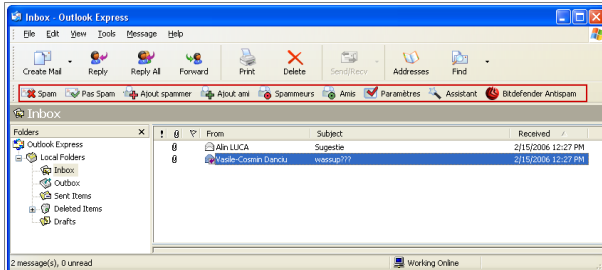 Inbox - Outlook Express
File Edit View Tools Message Help
Create Mail Reply Reply All Forward Print Delete Send/Recv Addresses Find
Spam Pas Spam Ajout spammer Ajout ami Spammeurs Amis Paramètres Assistant Bitdefender Antispam
Inbox
Folders X ! From Subject Received
Outlook Express Alin LUCA Sugestie 2/15/2006 12:27 PM
Local Folders Vasile-Cosmin Danciu wassup??? 2/15/2006 12:27 PM
Inbox
Outbox
Sent Items
Deleted Items
Drafts
2 message(s), 0 unread Working Online